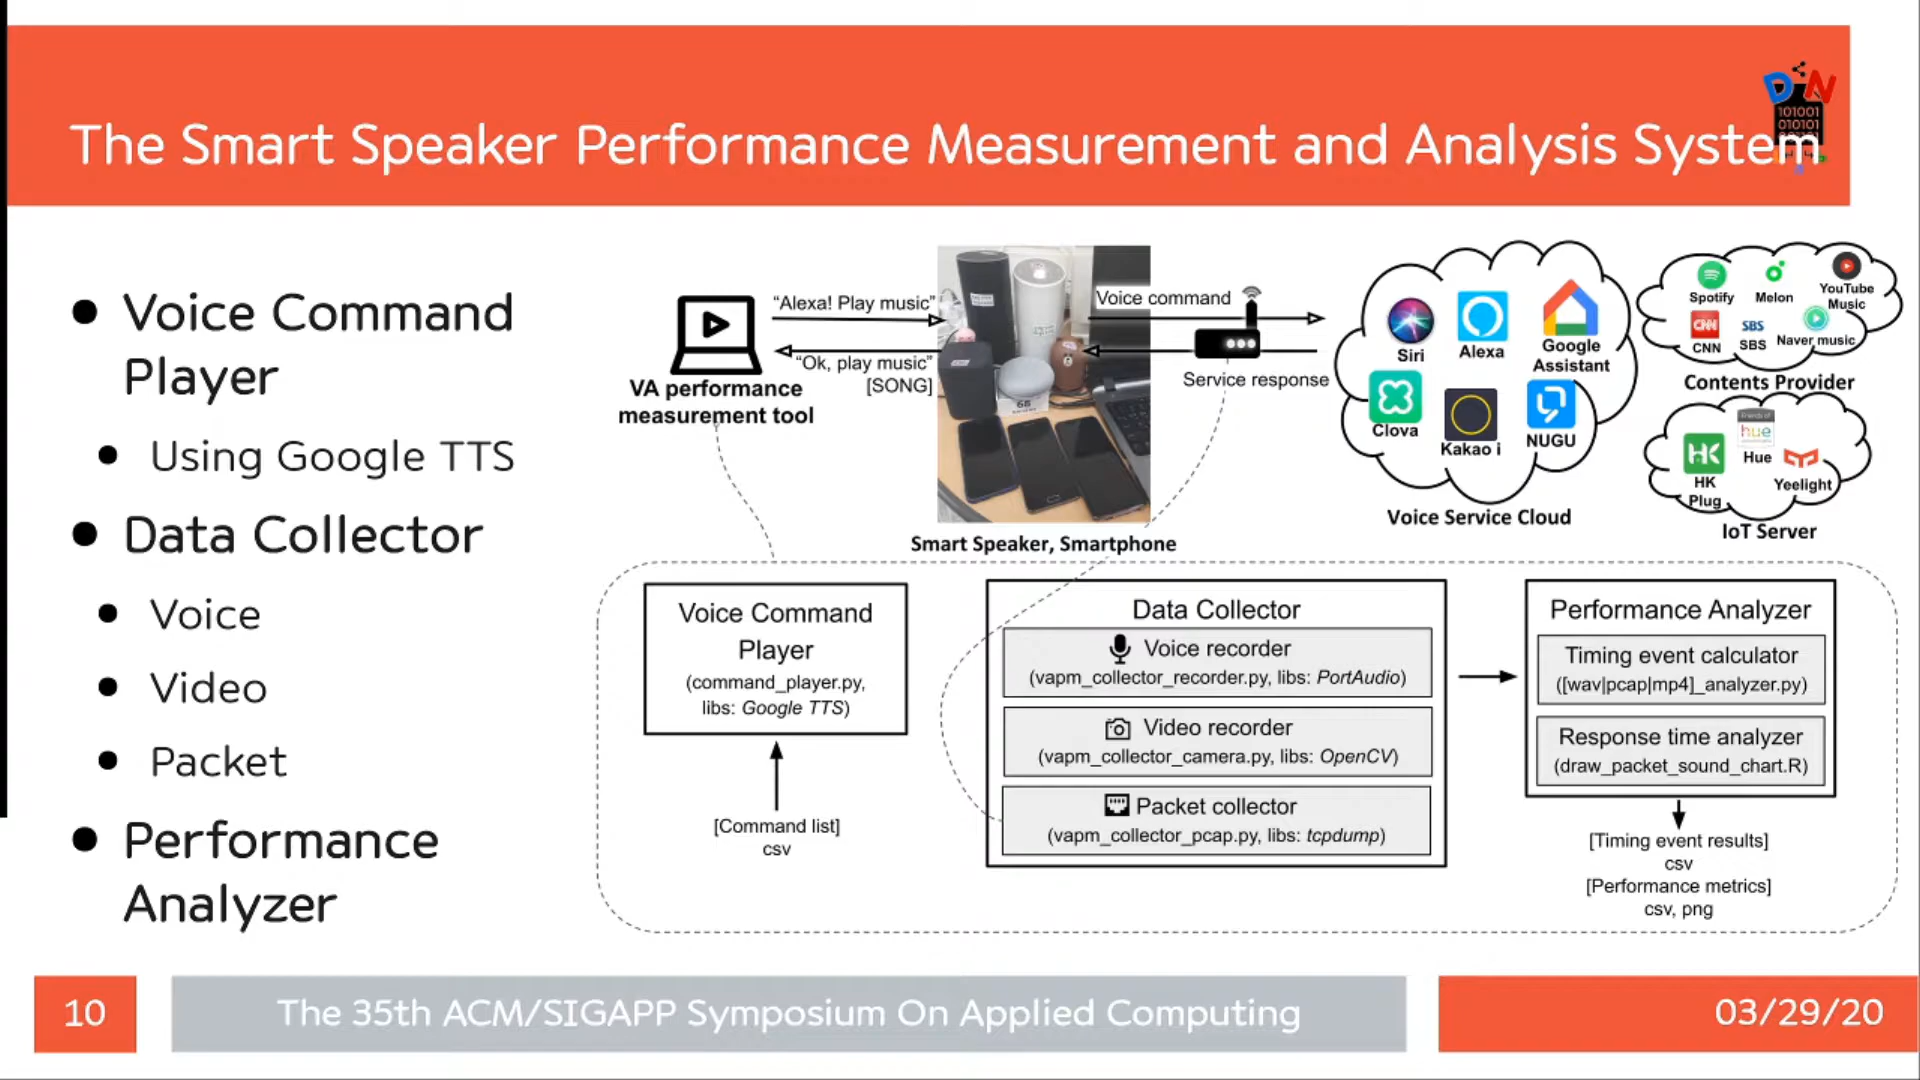 The Smart Speaker Performance Measurement and Analysis System
D N
101001
010101
Voice Command
Player
Using Google TTS
Data Collector
Voice
Video
Packet
Performance
Analyzer
“Alexa! Play music”
“Ok, play music”
[SONG]
VA performance
measurement tool
Voice command
Service response
Smart Speaker, Smartphone
Siri
Alexa
Google
Assistant
Clova
Kakao i
NUGU
Voice Service Cloud
Spotify
Melon
YouTube
Music
CNN
CNN
SBS
SBS
Naver music
Contents Provider
HK
HK
Plug
hue
Hue
Yeelight
IoT Server
Voice Command
Player
(command_player.py,
libs: Google TTS)
[Command list]
csv
Data Collector
Voice recorder
(vapm_collector_recorder.py, libs: PortAudio)
Video recorder
(vapm_collector_camera.py, libs: OpenCV)
Packet collector
(vapm_collector_pcap.py, libs: tcpdump)
Performance Analyzer
Timing event calculator
([wav|pcap|mp4]_analyzer.py)
Response time analyzer
(draw_packet_sound_chart.R)
[Timing event results]
csv
[Performance metrics]
csv, png
10
The 35th ACM/SIGAPP Symposium On Applied Computing
03/29/20